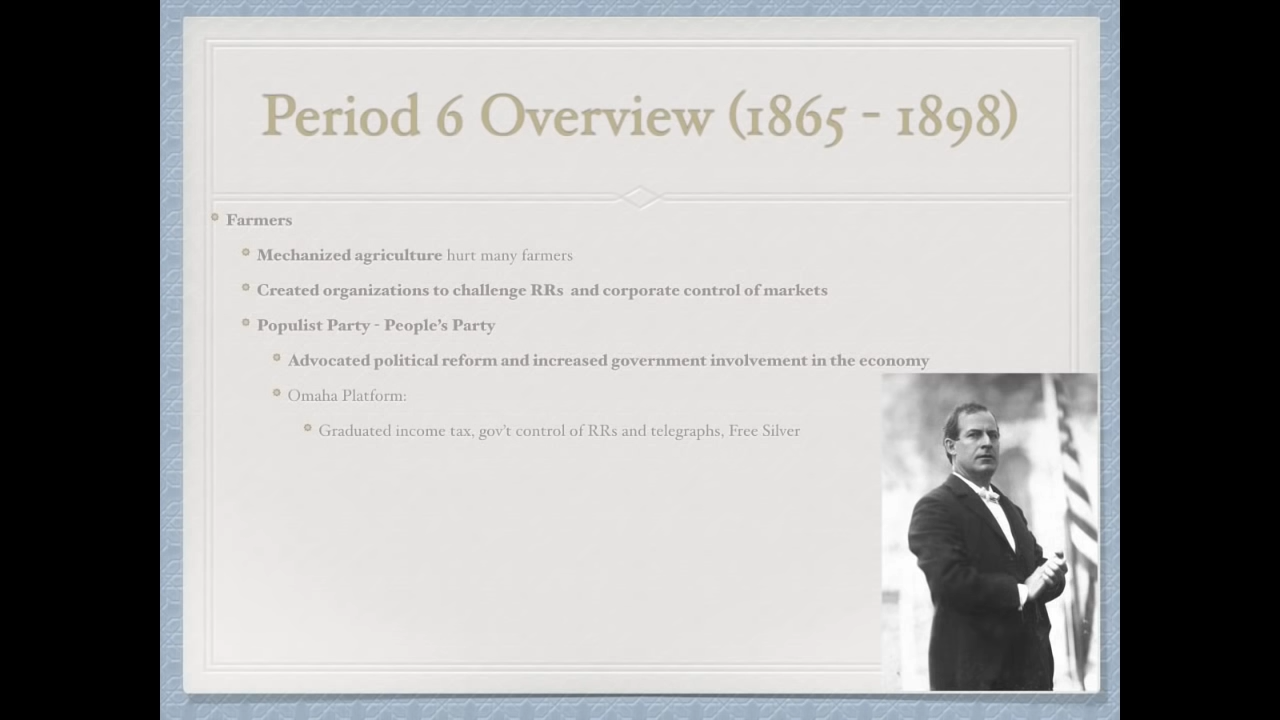 Period 6 Overview (1865 - 1898)
Farmers
Mechanized agriculture hurt many farmers
Created organizations to challenge RRs and corporate control of markets
Populist Party - People's Party
Advocated political reform and increased government involvement in the economy
Omaha Platform:
Graduated income tax, gov't control of RRs and telegraphs, Free Silver